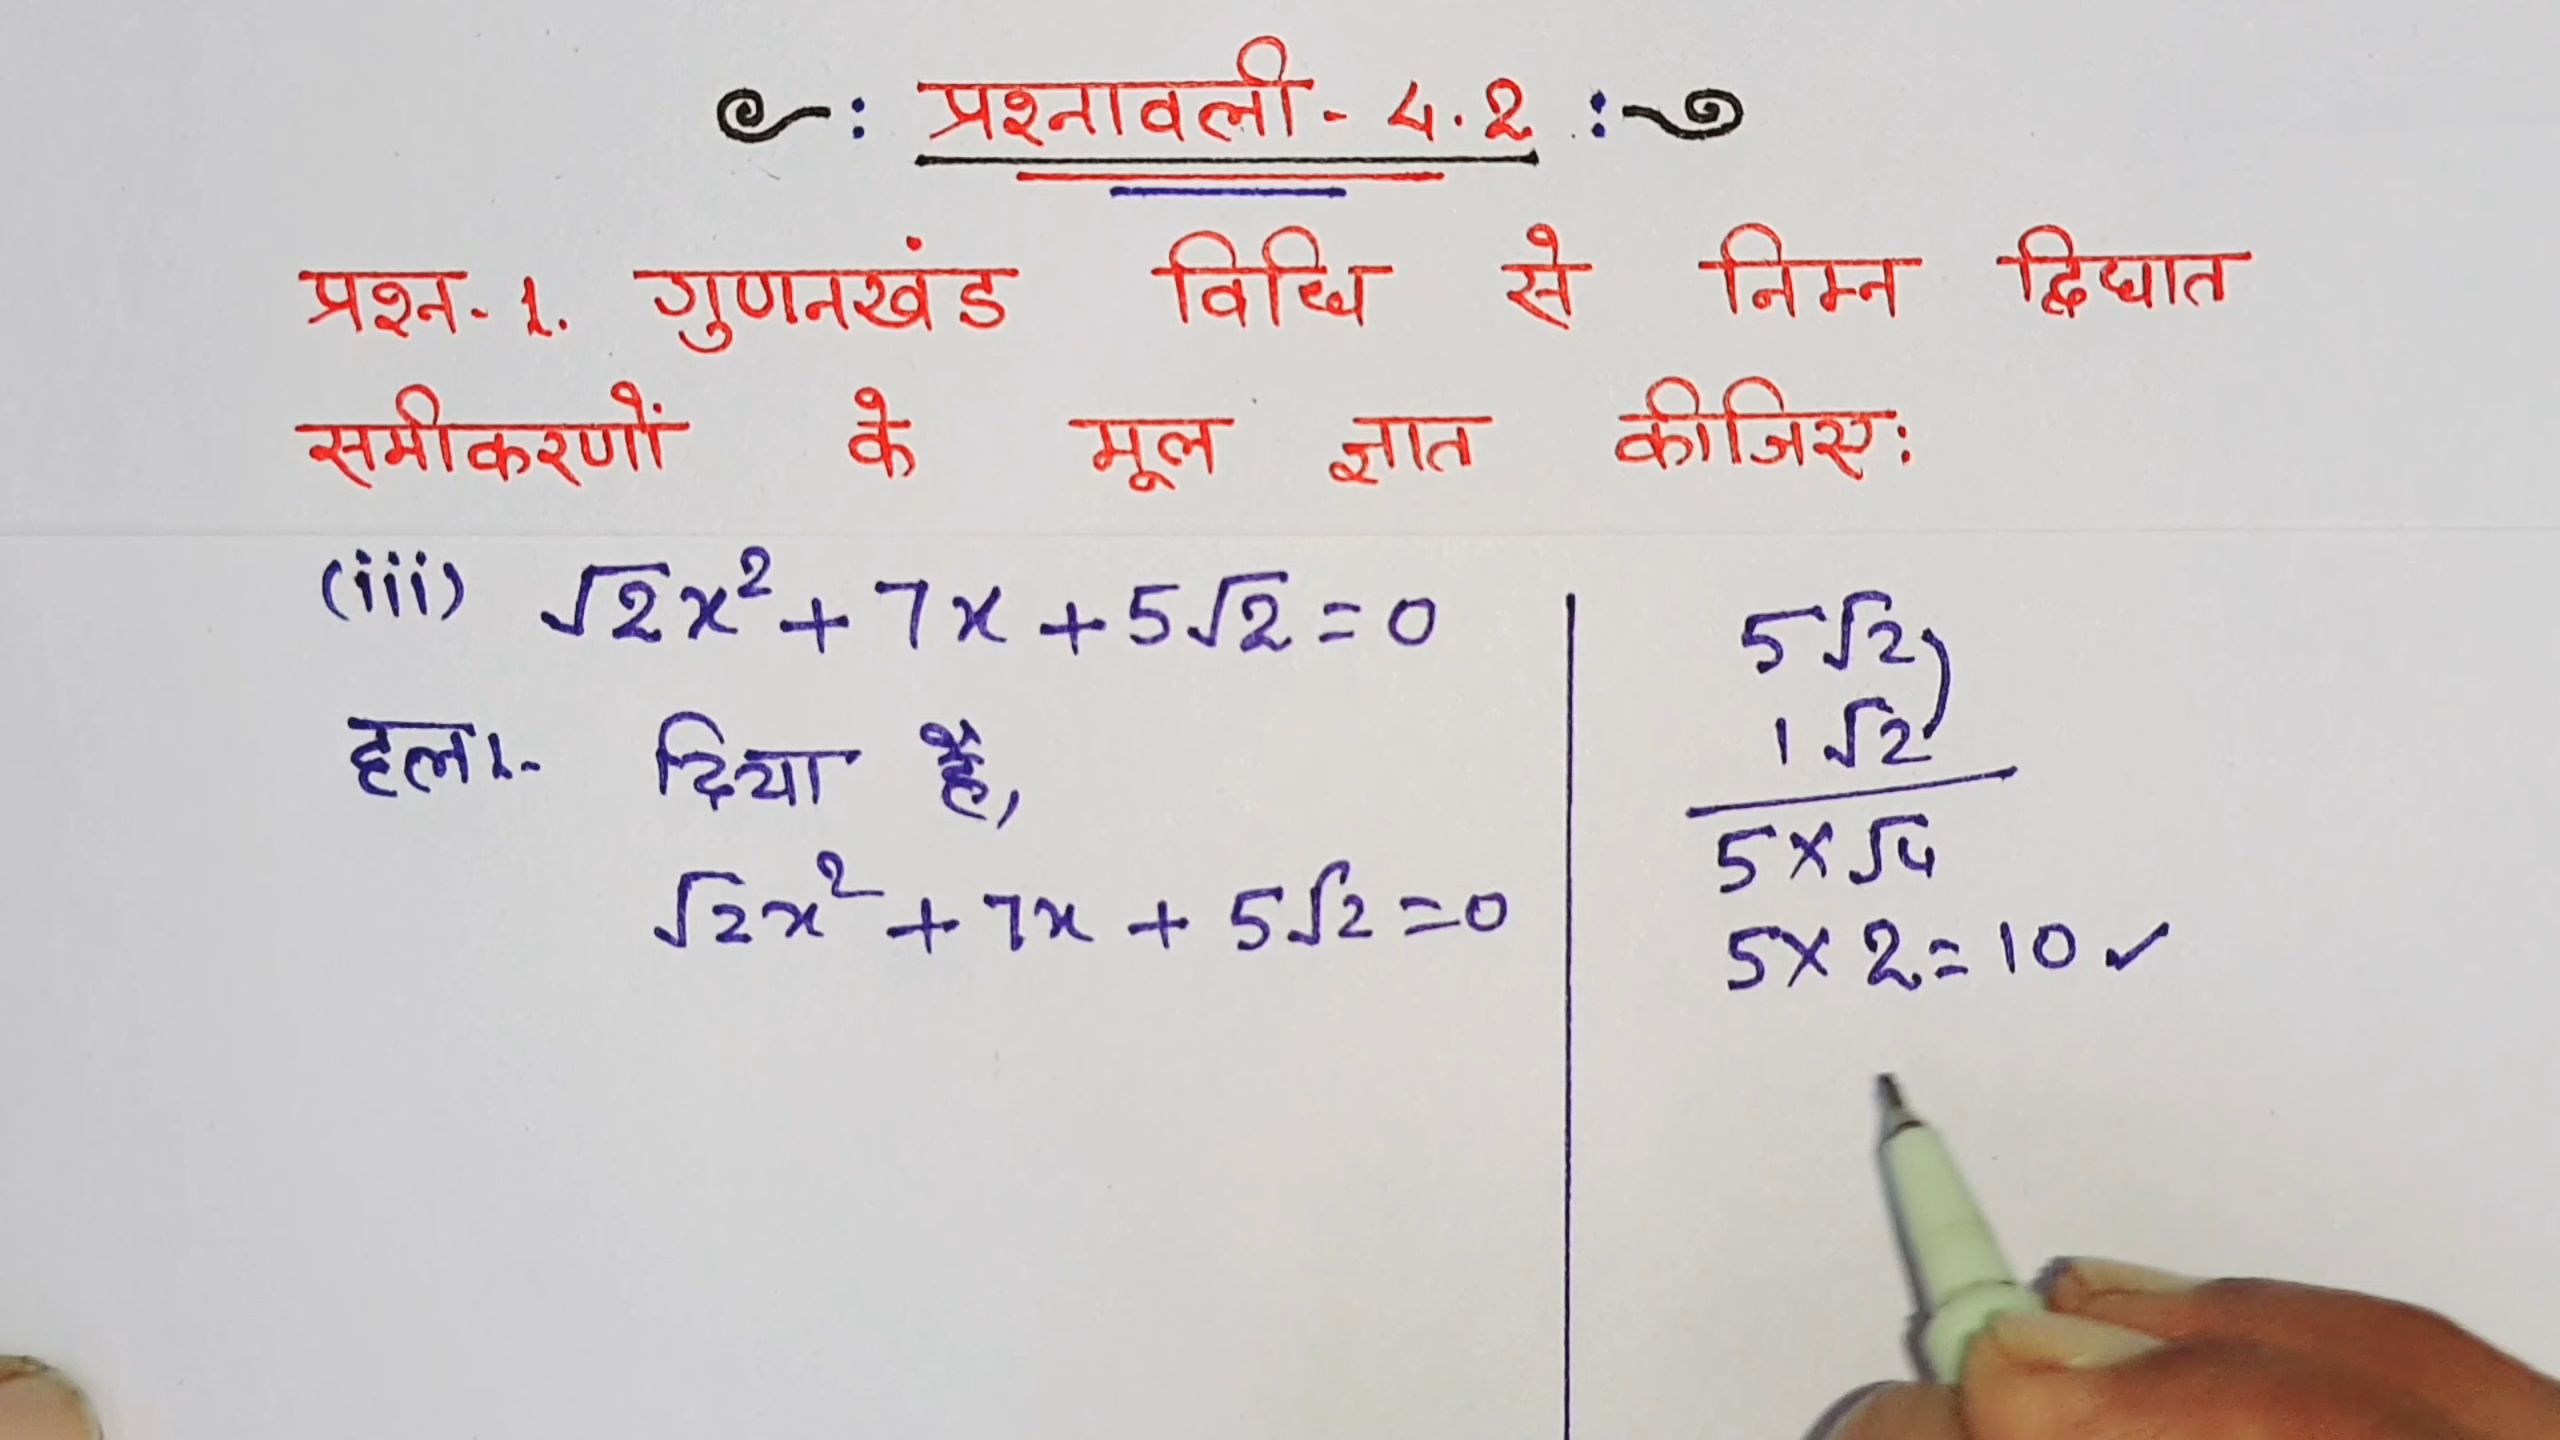 : प्रश्नावली - 4.2 :
प्रश्न- 1. गुणनखंड विधि से निम्न द्विघात
समीकरणों के मूल ज्ञात कीजिए:
(iii) √2x² + 7x + 5√2 = 0
हलः- दिया है,
√2x² + 7x + 5√2 = 0
5√2
1√2
5 × √4
5 × 2 = 10 ✓